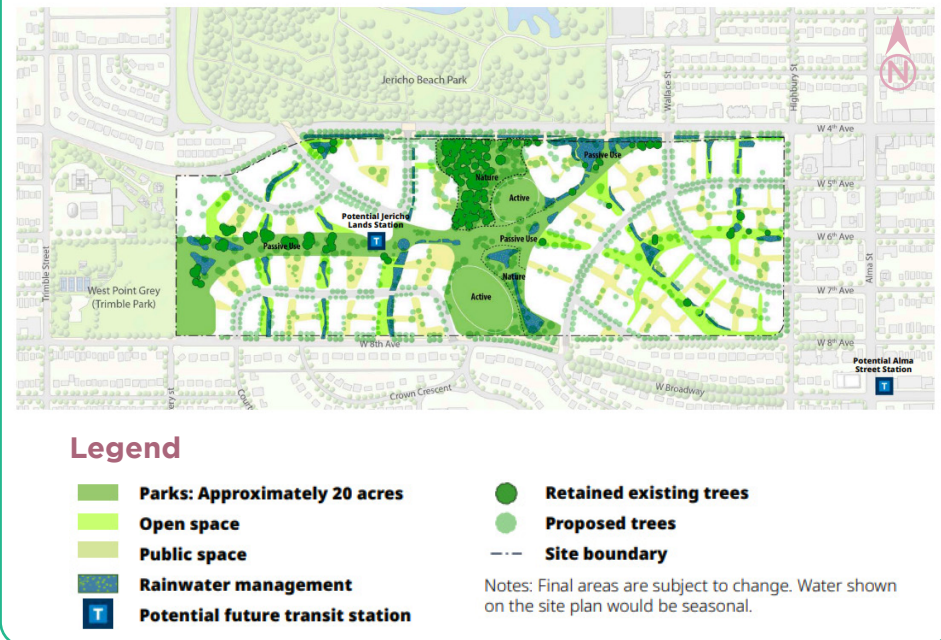 Jericho Beach Park
N
Wallace St
Highbury St
W 4th Ave
Passive Use
Nature
W 5th Ave
Active
Potential Jericho
Lands Station
T
Passive Use
Passive Use
W 6th Ave
Trimble Street
Alma St
Nature
West Point Grey
(Trimble Park)
Active
W 7th Ave
W 8th Ave
W 8th Ave
Potential Alma
Street Station
T
Crown Crescent
W Broadway
Legend
Parks: Approximately 20 acres
Open space
Public space
Rainwater management
T
Potential future transit station
Retained existing trees
Proposed trees
Site boundary
Notes: Final areas are subject to change. Water shown
on the site plan would be seasonal.